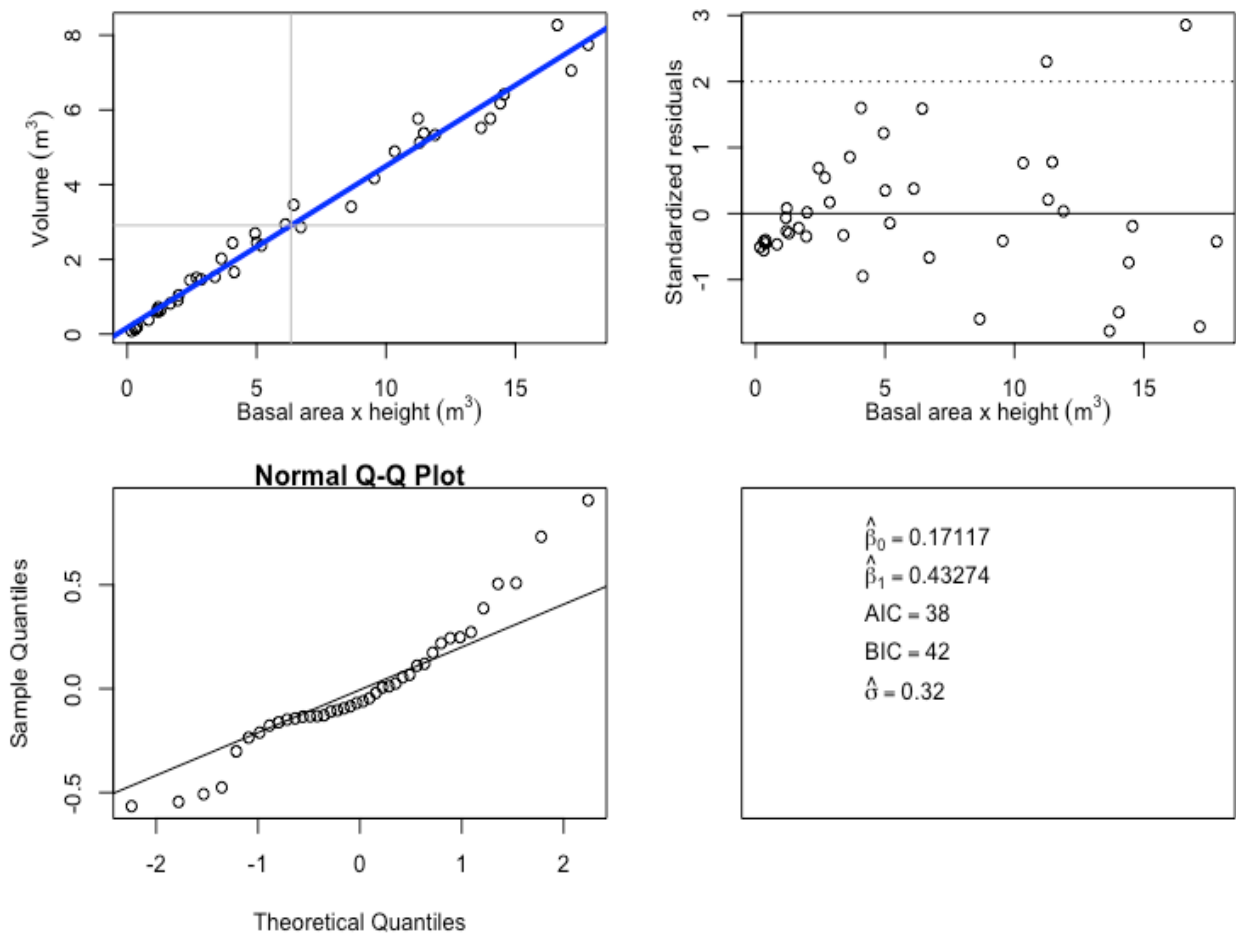 Volume (m³)
8
6
4
2
0
0 5 10 15
Basal area x height (m³)
Standardized residuals
3
2
1
0
-1
0 5 10 15
Basal area x height (m³)
Normal Q-Q Plot
Sample Quantiles
0.5
0.0
-0.5
-2 -1 0 1 2
Theoretical Quantiles
β̂₀ = 0.17117
β̂₁ = 0.43274
AIC = 38
BIC = 42
σ̂ = 0.32